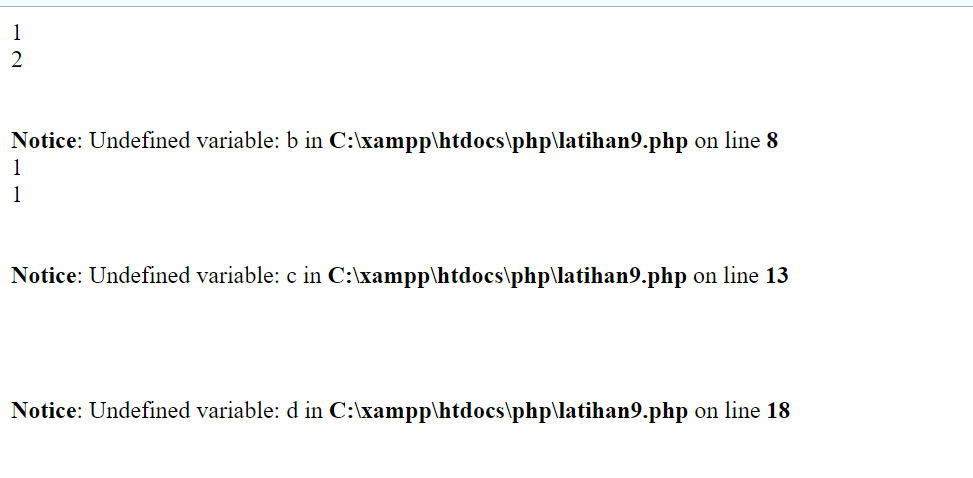 1
2
Notice: Undefined variable: b in C:\xampp\htdocs\php\latihan9.php on line 8
1
1
Notice: Undefined variable: c in C:\xampp\htdocs\php\latihan9.php on line 13
Notice: Undefined variable: d in C:\xampp\htdocs\php\latihan9.php on line 18